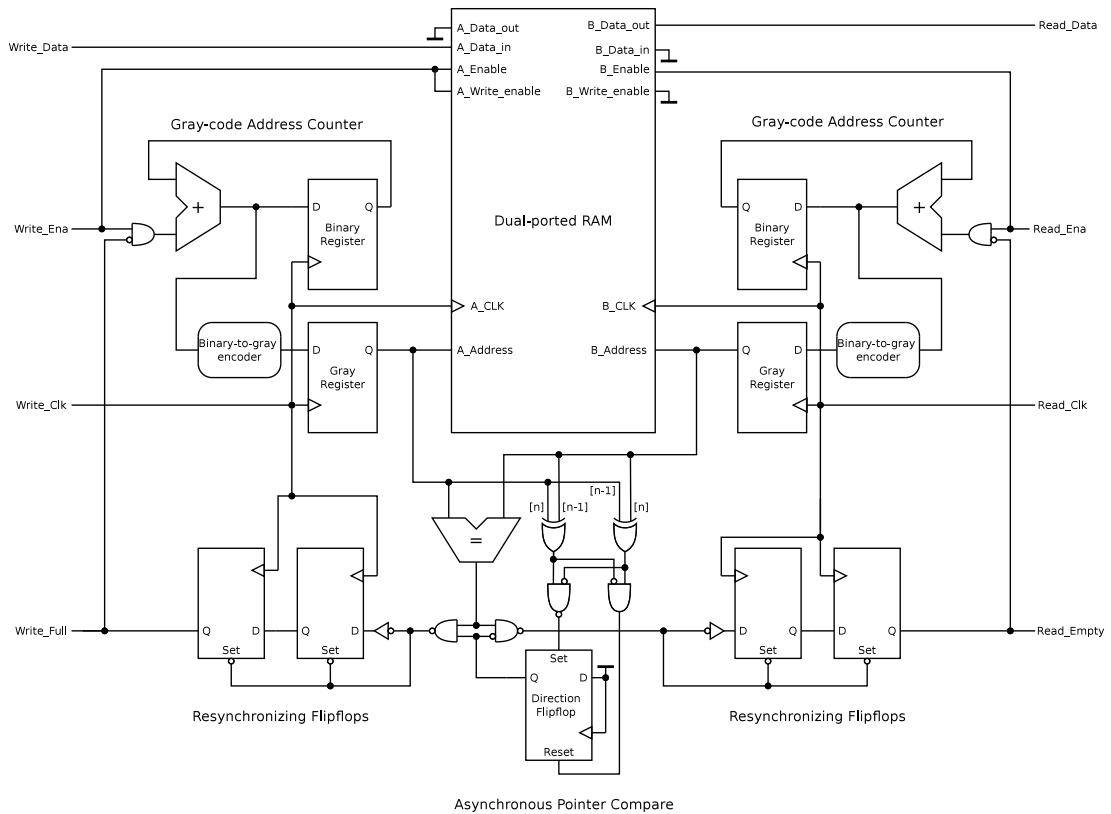 A_Data_out
B_Data_out
Read_Data
Write_Data
A_Data_in
B_Data_in
A_Enable
B_Enable
A_Write_enable
B_Write_enable
Gray-code Address Counter
Gray-code Address Counter
+
D
Q
Binary
Register
Dual-ported RAM
Q
D
Binary
Register
+
Write_Ena
Read_Ena
A_CLK
B_CLK
Binary-to-gray
encoder
D
Q
Gray
Register
A_Address
B_Address
Q
D
Gray
Register
Binary-to-gray
encoder
Write_Clk
Read_Clk
[n-1]
[n]
[n-1]
[n]
=
Write_Full
Q
D
Set
Q
D
Set
D
Q
Set
D
Q
Set
Read_Empty
Set
Q
D
Direction
Flipflop
Reset
Resynchronizing Flipflops
Resynchronizing Flipflops
Asynchronous Pointer Compare